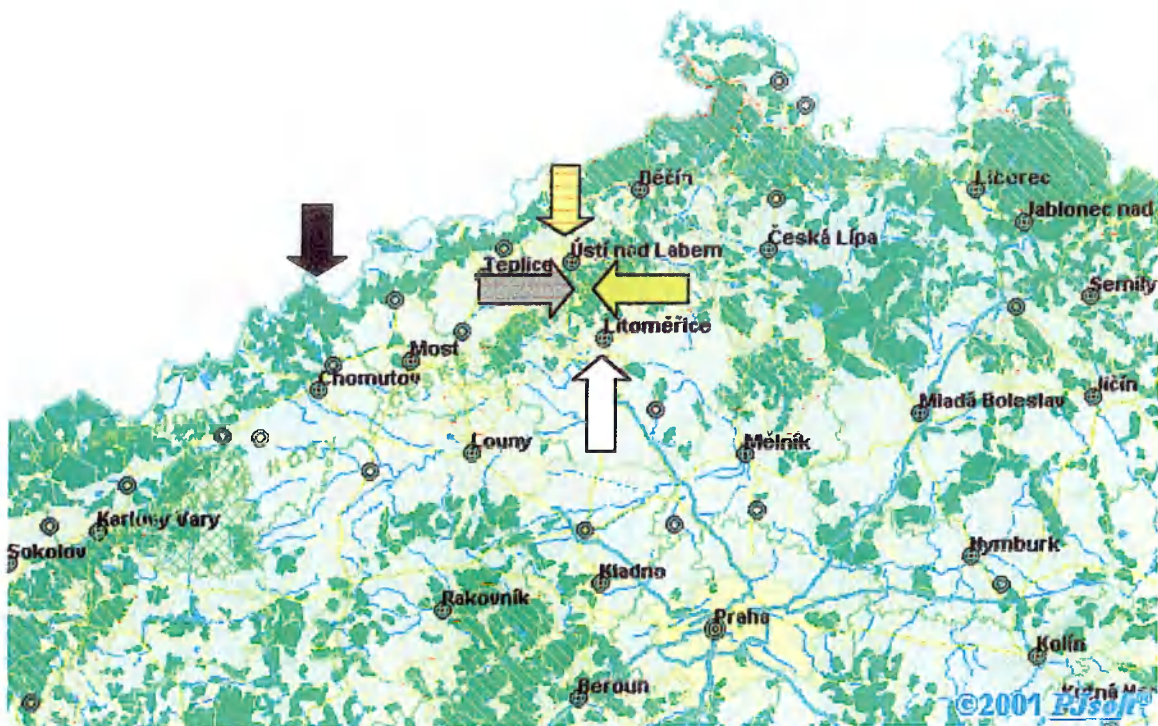 Děčín
Liberec
Jablonec nad
Ústí nad Labem
Česká Lípa
Teplice
Semily
Litoměřice
Most
Chomutov
Jičín
Mladá Boleslav
Louny
Mělník
Karlovy Vary
Sokolov
Nymburk
Kladno
Rakovník
Praha
Kolín
Beroun
©2001 PJsoft®